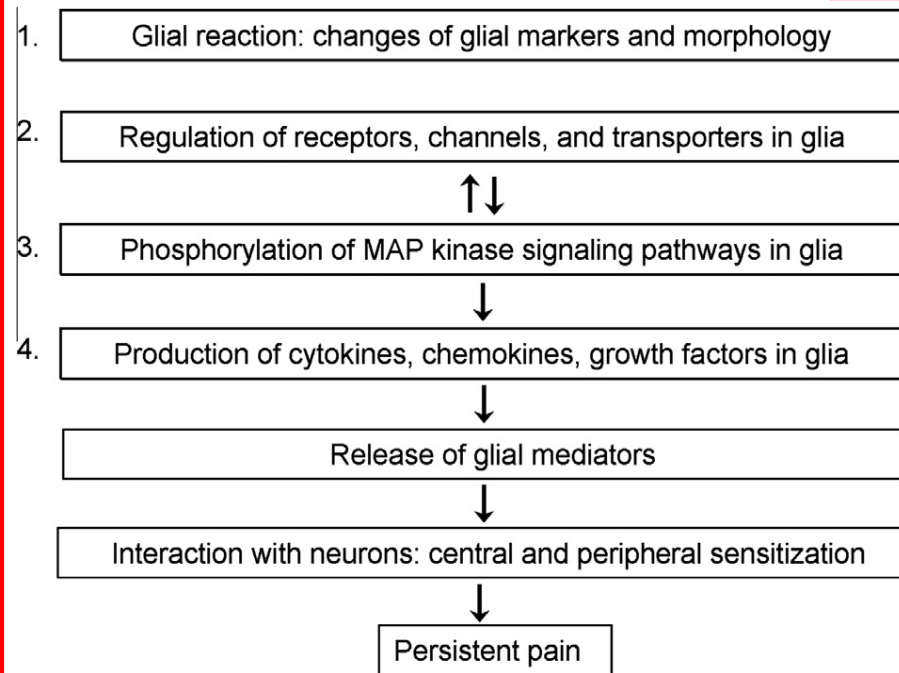 1. Glial reaction: changes of glial markers and morphology
2. Regulation of receptors, channels, and transporters in glia
3. Phosphorylation of MAP kinase signaling pathways in glia
4. Production of cytokines, chemokines, growth factors in glia
Release of glial mediators
Interaction with neurons: central and peripheral sensitization
Persistent pain